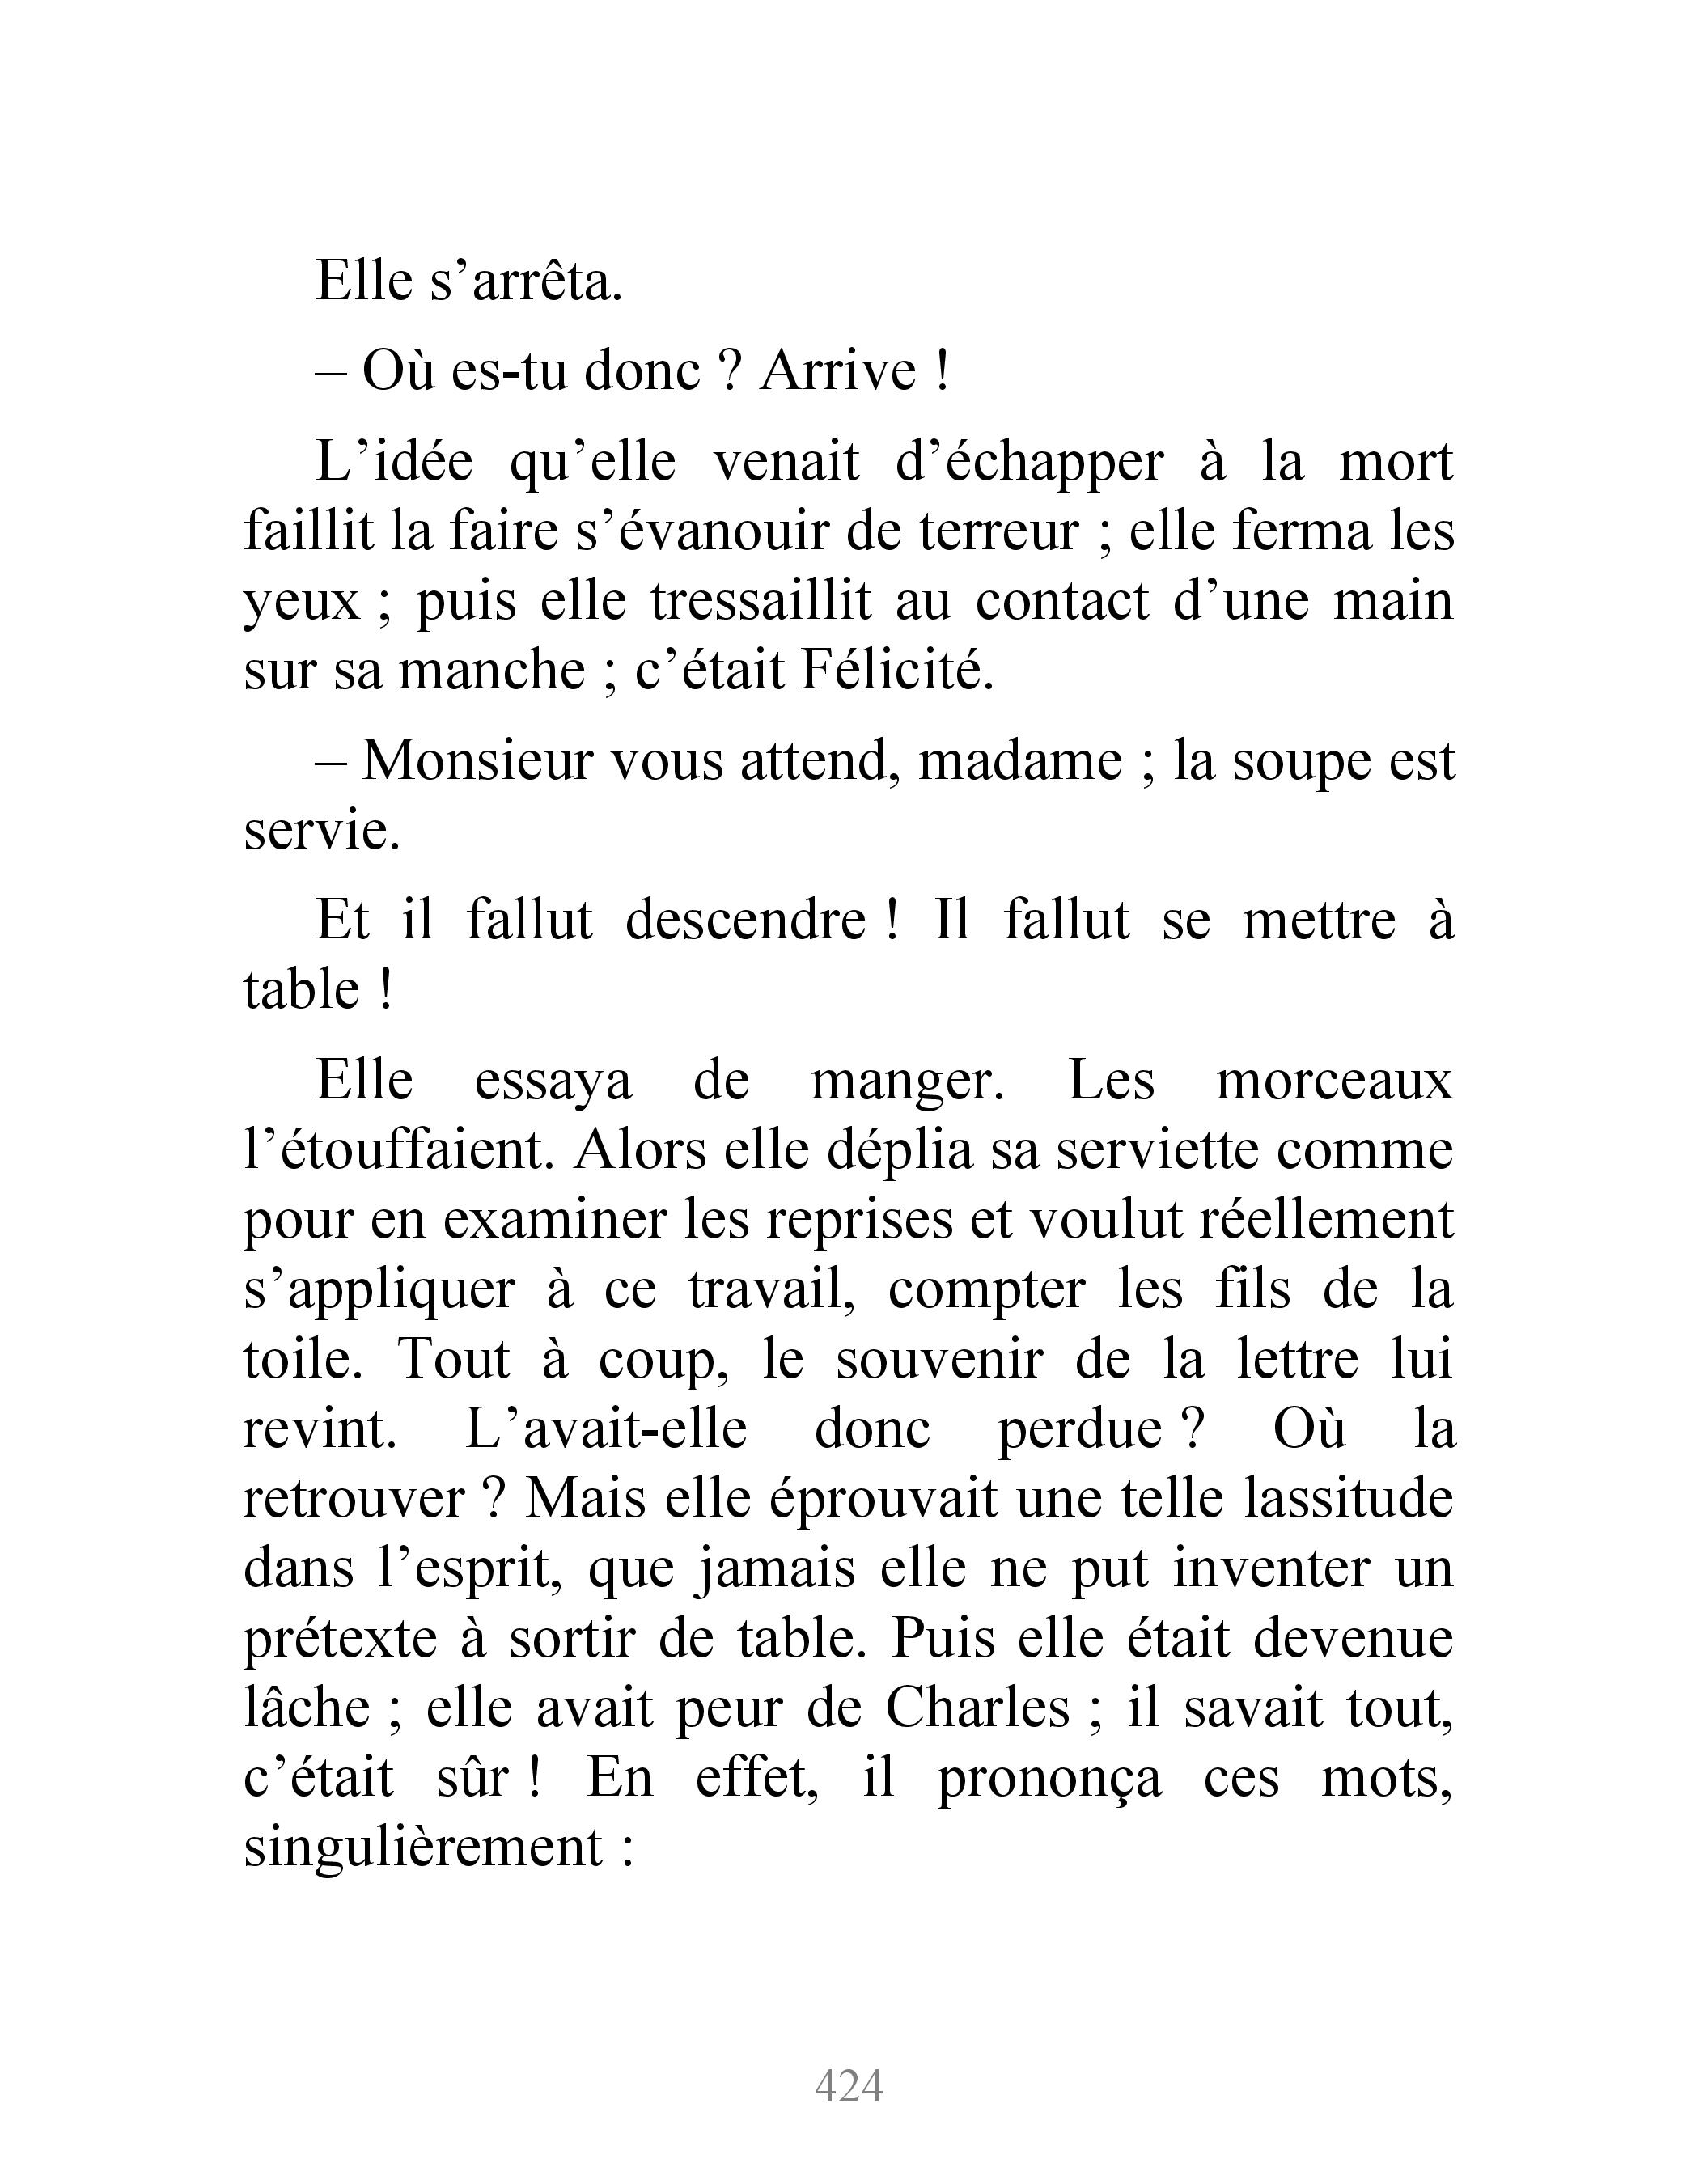 Elle s’arrêta.
– Où es-tu donc ? Arrive !
L’idée qu’elle venait d’échapper à la mort
faillit la faire s’évanouir de terreur ; elle ferma les
yeux ; puis elle tressaillit au contact d’une main
sur sa manche ; c’était Félicité.
– Monsieur vous attend, madame ; la soupe est
servie.
Et il fallut descendre ! Il fallut se mettre à
table !
Elle essaya de manger. Les morceaux
l’étouffaient. Alors elle déplia sa serviette comme
pour en examiner les reprises et voulut réellement
s’appliquer à ce travail, compter les fils de la
toile. Tout à coup, le souvenir de la lettre lui
revint. L’avait-elle donc perdue ? Où la
retrouver ? Mais elle éprouvait une telle lassitude
dans l’esprit, que jamais elle ne put inventer un
prétexte à sortir de table. Puis elle était devenue
lâche ; elle avait peur de Charles ; il savait tout,
c’était sûr ! En effet, il prononça ces mots,
singulièrement :
424